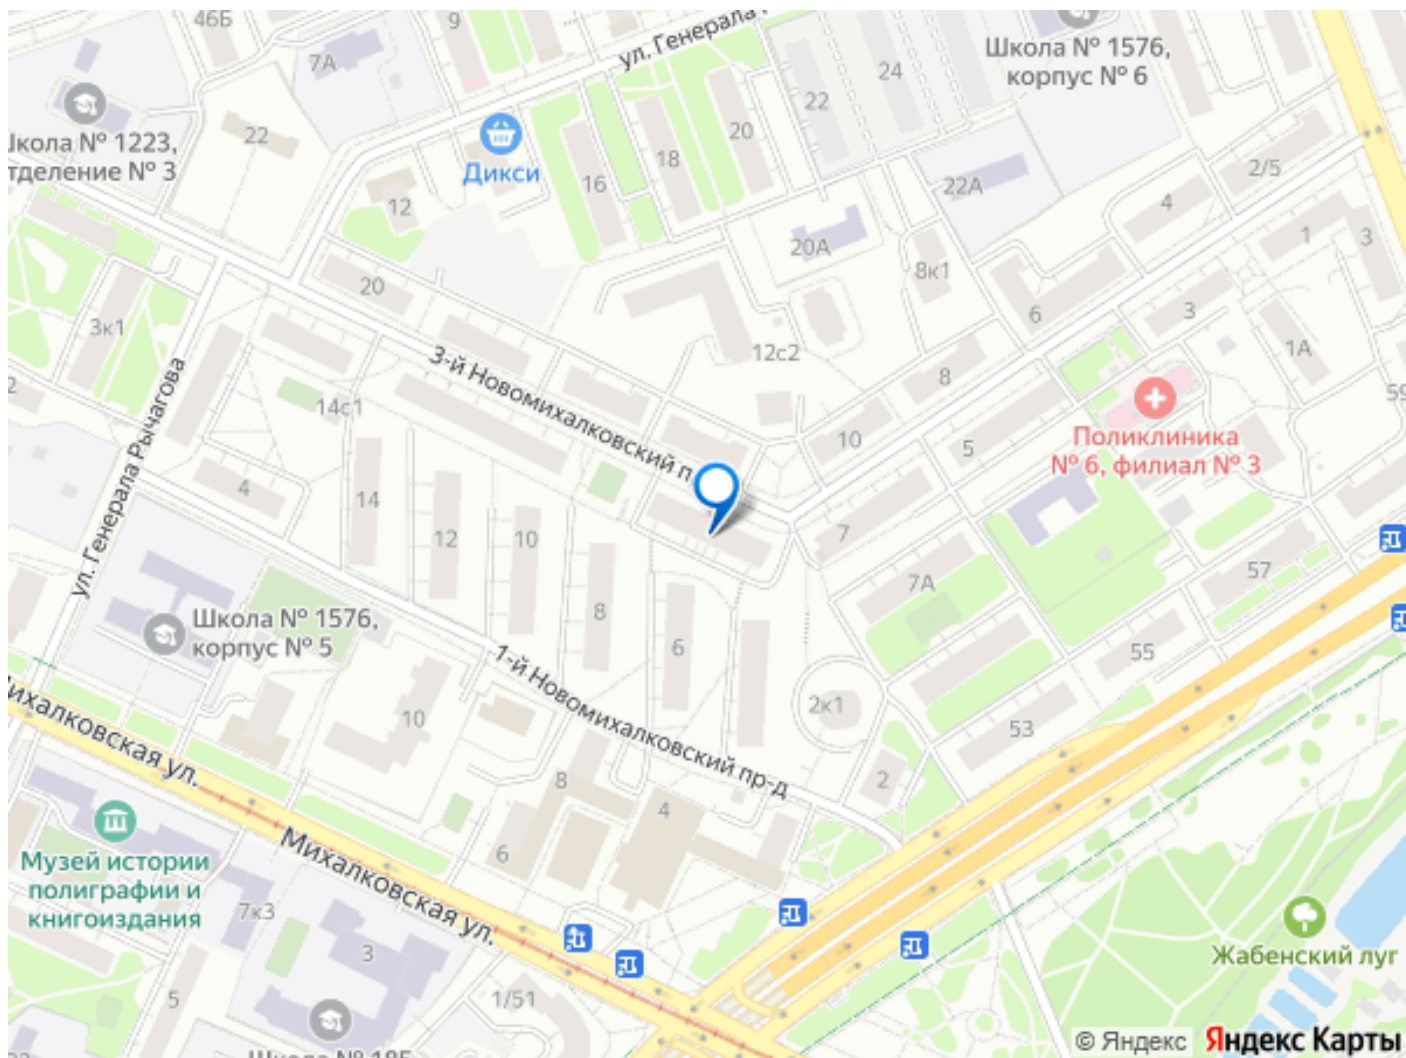 46Б
9
ул. Генерала
7А
Школа № 1576,
корпус № 6
24
22
20
22
Школа № 1223,
отделение № 3
Дикси
18
16
12
2/5
22А
4
20А
1
3
8к1
20
3
6
3к1
12с2
1А
3-й Новомихалковский п
8
59
14с1
ул. Генерала Рычагова
10
5
Поликлиника
№ 6, филиал № 3
4
14
12
10
7
57
7А
8
Школа № 1576,
корпус № 5
6
55
1-й Новомихалковский пр-д
2к1
10
53
Михалковская ул.
8
2
4
6
Музей истории
полиграфии и
книгоиздания
Михалковская ул.
7к3
3
Жабенский луг
5
1/51
© Яндекс Яндекс Карты